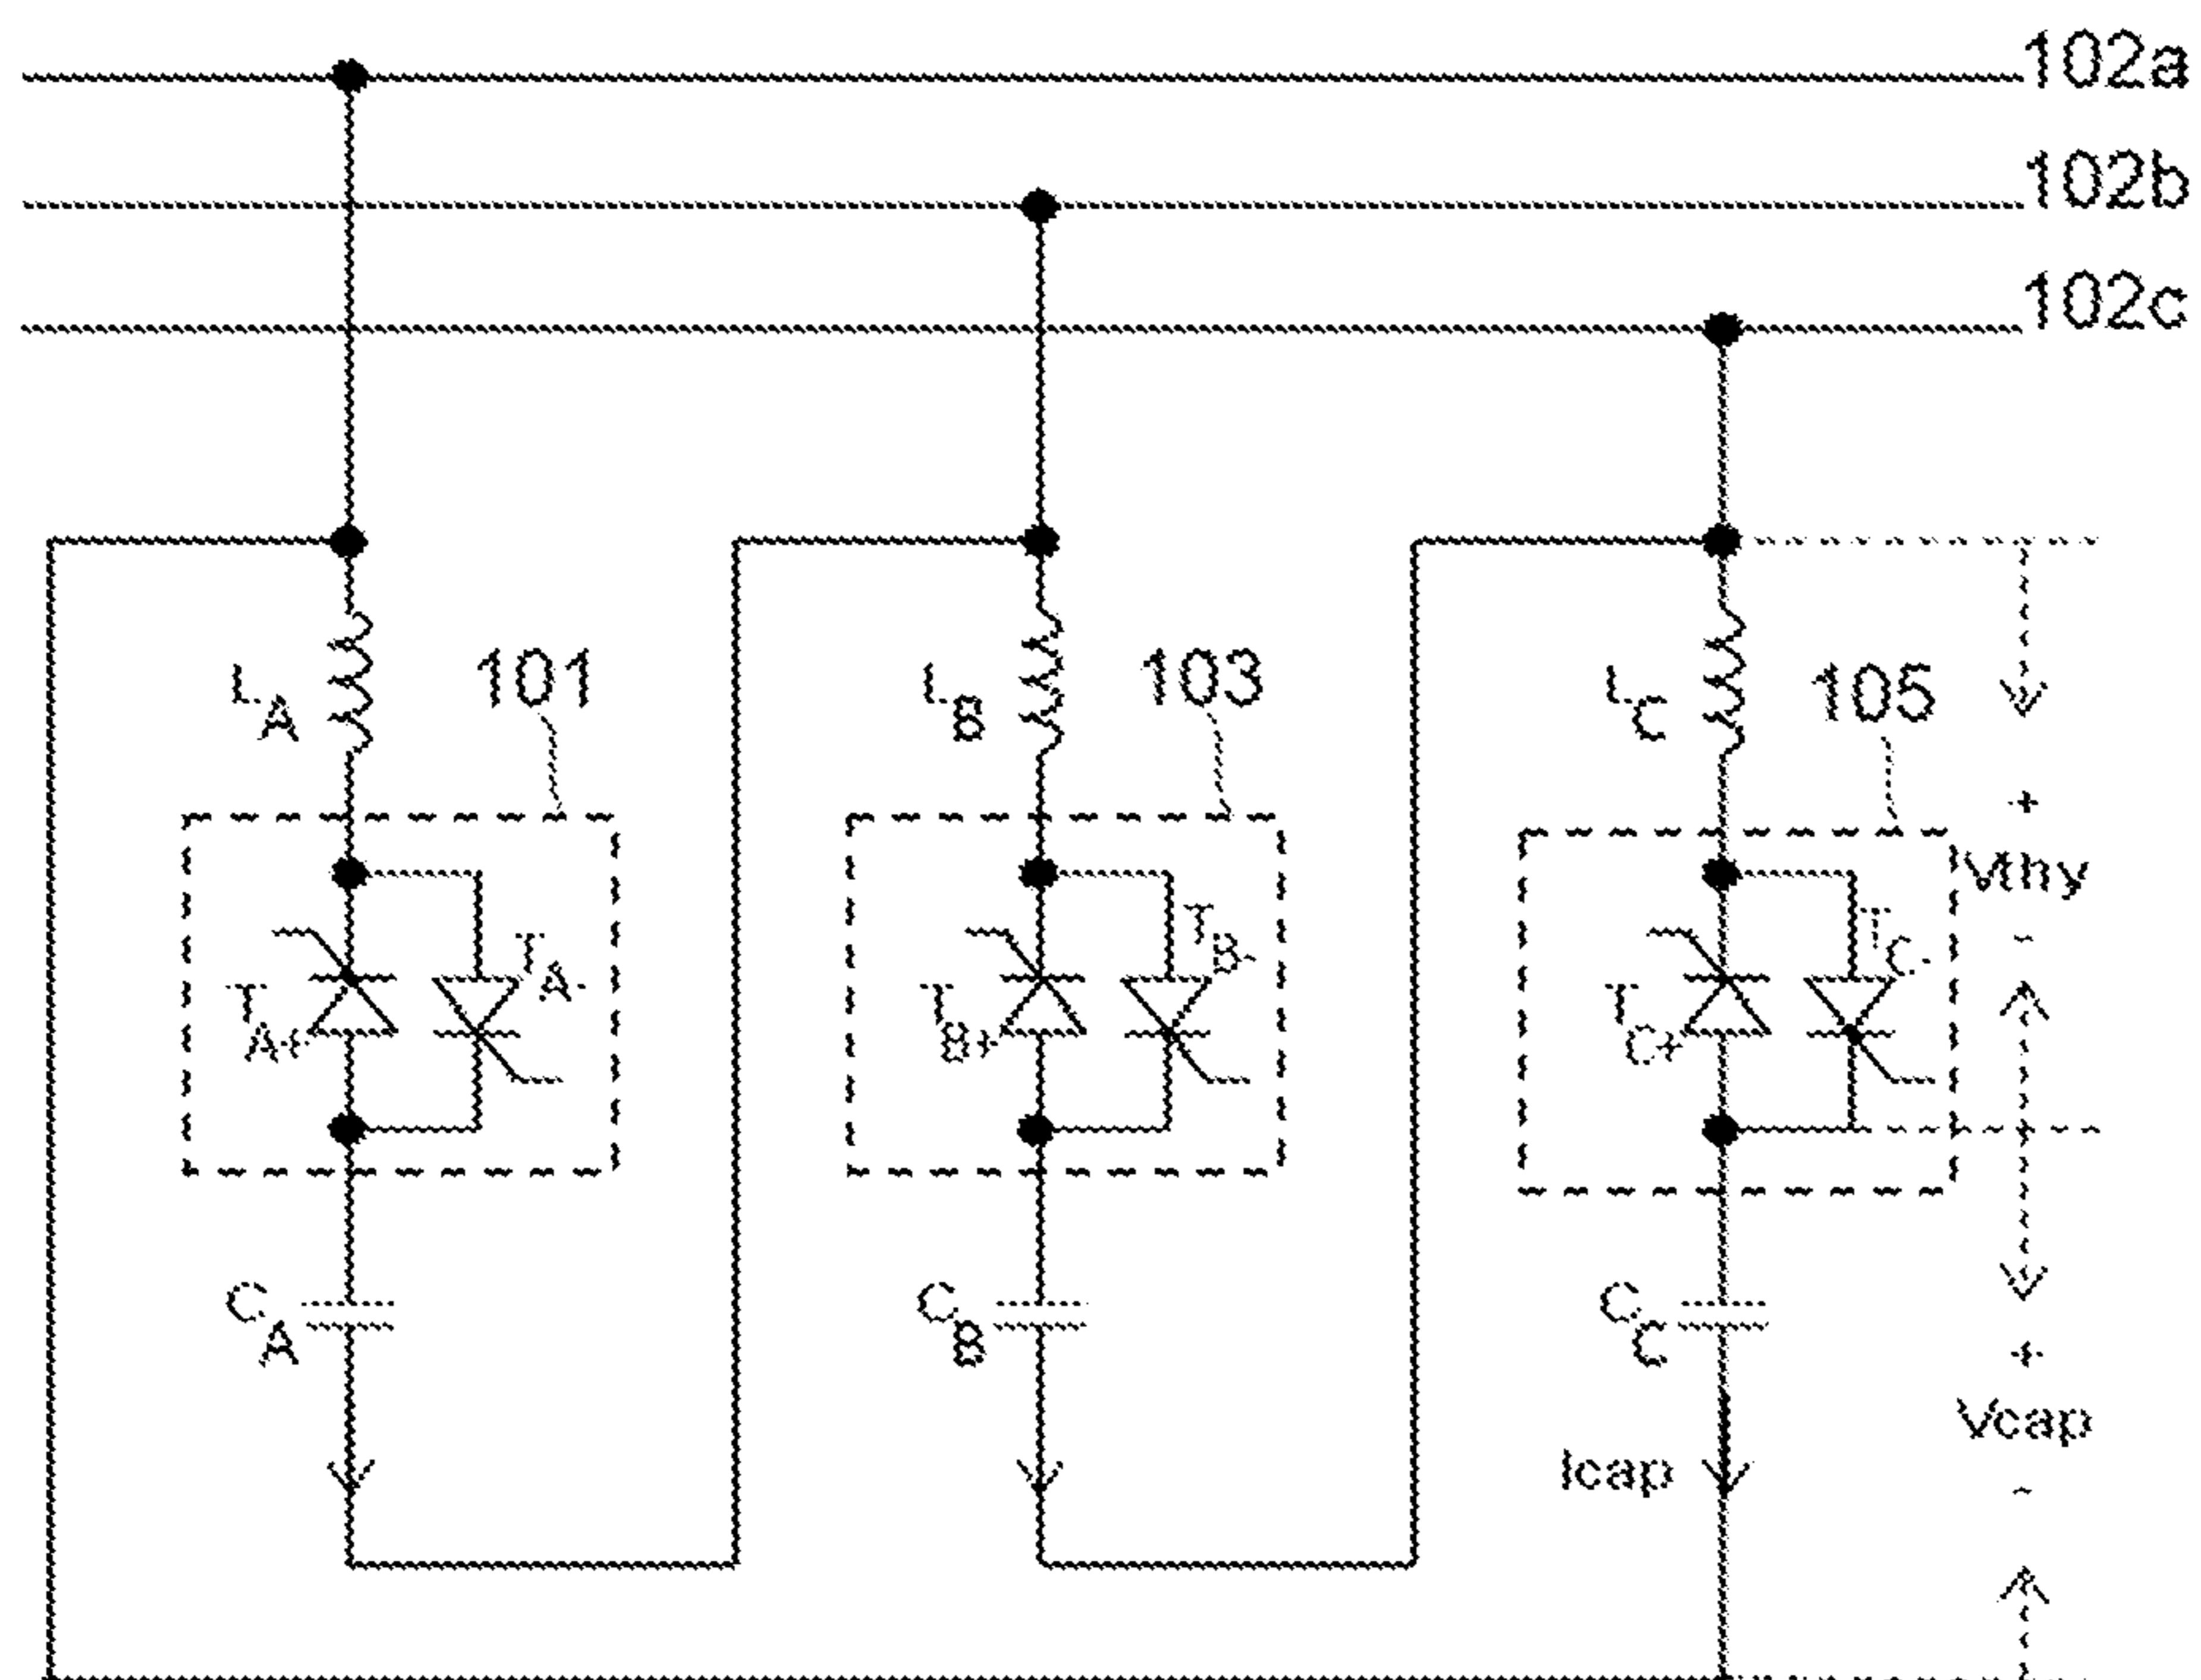 102a
102b
102c
LA
101
LB
103
LC
105
+
Vthy
-
TA+
TA-
TB+
TB-
TC+
TC-
CA
CB
CC
+
Vcap
-
Icap